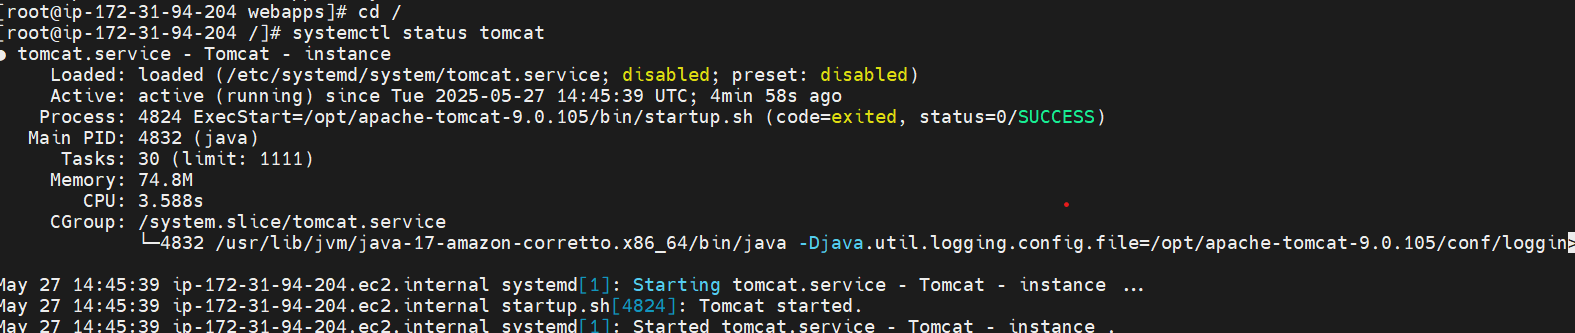 [root@ip-172-31-94-204 webapps]# cd /
[root@ip-172-31-94-204 /]# systemctl status tomcat
● tomcat.service - Tomcat - instance
Loaded: loaded (/etc/systemd/system/tomcat.service; disabled; preset: disabled)
Active: active (running) since Tue 2025-05-27 14:45:39 UTC; 4min 58s ago
Process: 4824 ExecStart=/opt/apache-tomcat-9.0.105/bin/startup.sh (code=exited, status=0/SUCCESS)
Main PID: 4832 (java)
Tasks: 30 (limit: 1111)
Memory: 74.8M
CPU: 3.588s
CGroup: /system.slice/tomcat.service
└─4832 /usr/lib/jvm/java-17-amazon-corretto.x86_64/bin/java -Djava.util.logging.config.file=/opt/apache-tomcat-9.0.105/conf/loggin>
May 27 14:45:39 ip-172-31-94-204.ec2.internal systemd[1]: Starting tomcat.service - Tomcat - instance ...
May 27 14:45:39 ip-172-31-94-204.ec2.internal startup.sh[4824]: Tomcat started.
May 27 14:45:39 ip-172-31-94-204.ec2.internal systemd[1]: Started tomcat.service - Tomcat - instance .